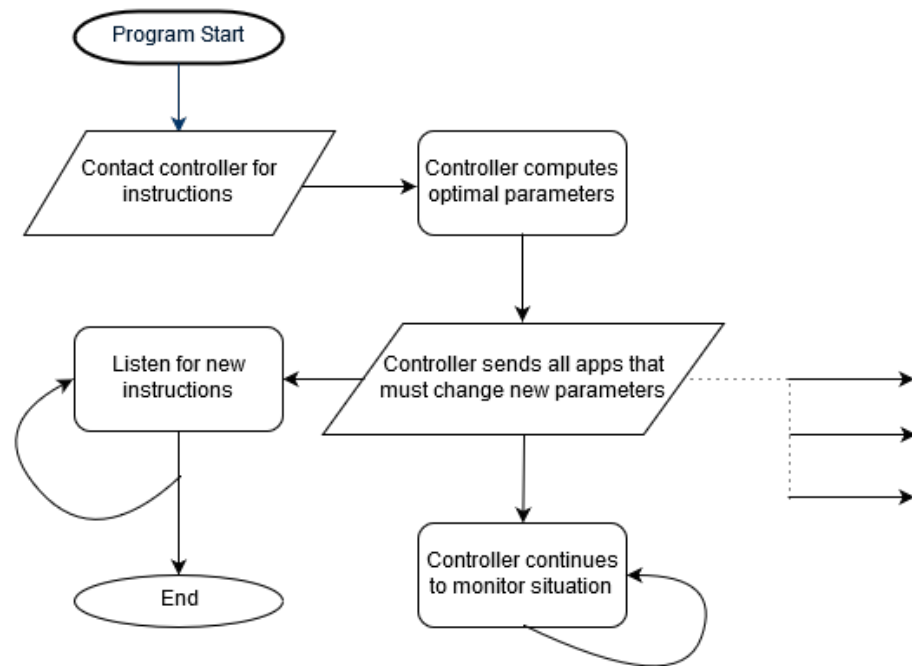 Program Start
Contact controller for
instructions
Controller computes
optimal parameters
Listen for new
instructions
Controller sends all apps that
must change new parameters
Controller continues
to monitor situation
End